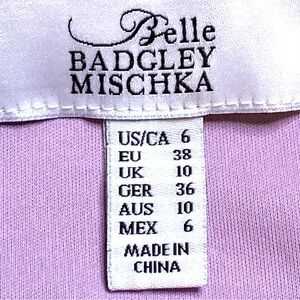 Belle
BADGLEY
MISCHKA
US/CA 6
EU 38
UK 10
GER 36
AUS 10
MEX 6
MADE IN
CHINA